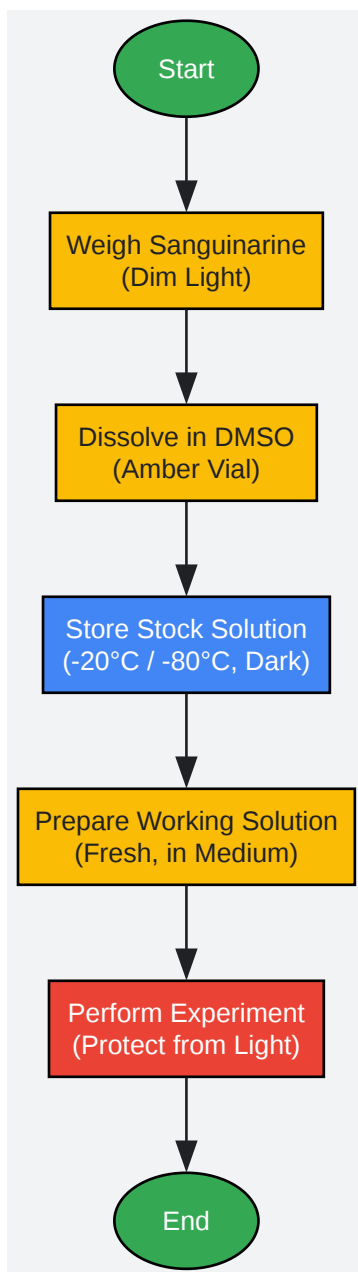 Start
Weigh Sanguinarine
(Dim Light)
Dissolve in DMSO
(Amber Vial)
Store Stock Solution
(-20°C / -80°C, Dark)
Prepare Working Solution
(Fresh, in Medium)
Perform Experiment
(Protect from Light)
End